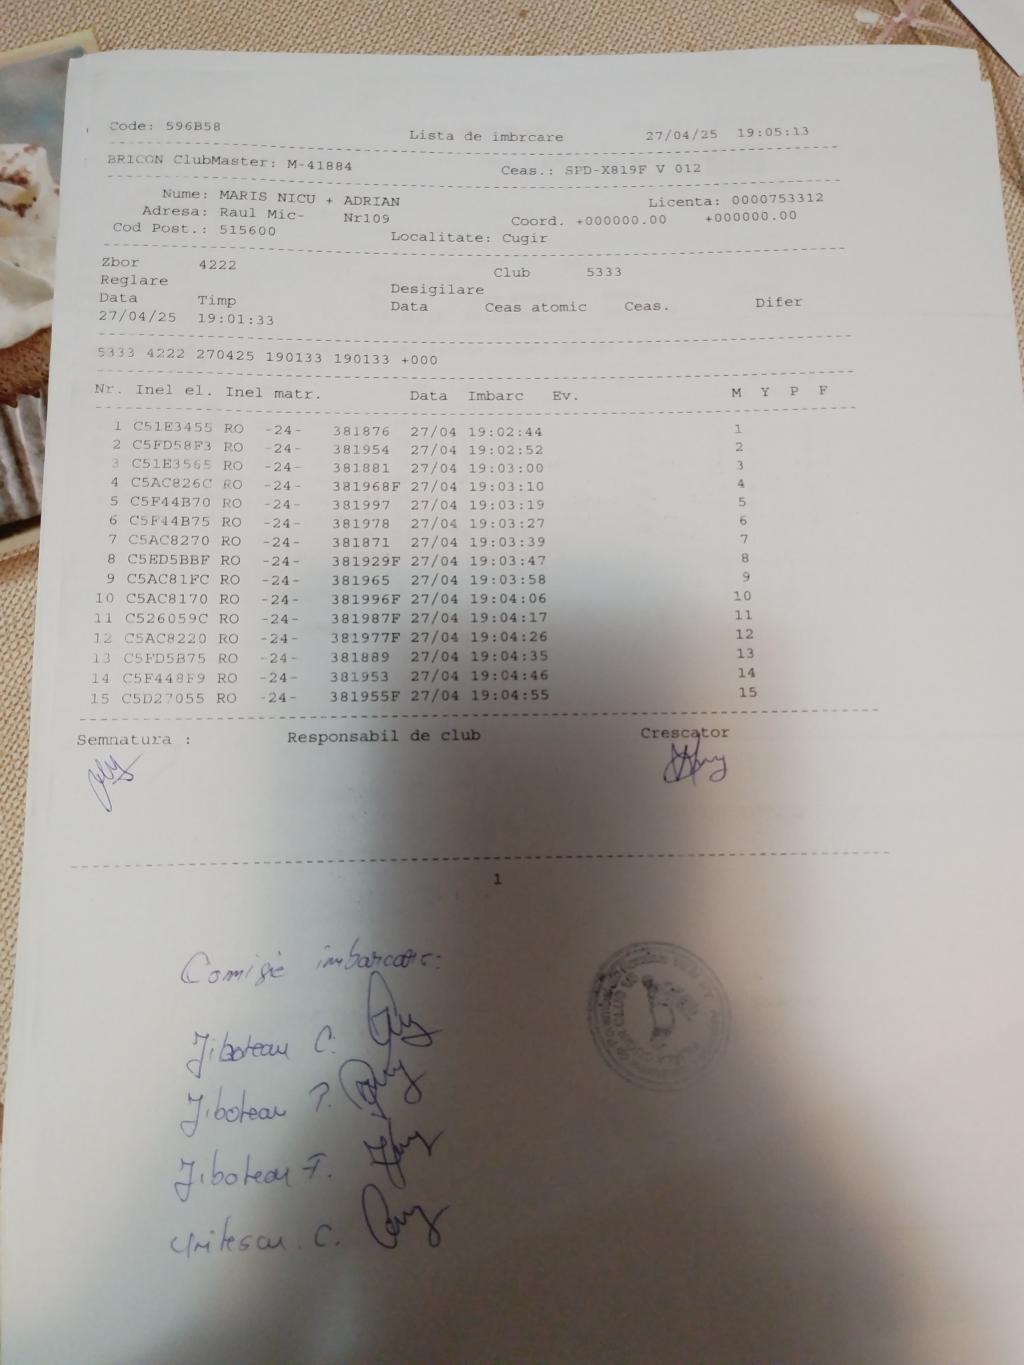 Code: 596B58 Lista de imbrcare 27/04/25 19:05:13
BRICON ClubMaster: M-41884 Ceas.: SPD-X819F V 012
Nume: MARIS NICU + ADRIAN Licenta: 0000753312
Adresa: Raul Mic- Nr109 Coord. +000000.00 +000000.00
Cod Post.: 515600 Localitate: Cugir
Zbor 4222 Club 5333
Reglare Desigilare
Data Timp Data Ceas atomic Ceas. Difer
27/04/25 19:01:33
5333 4222 270425 190133 190133 +000
Nr. Inel el. Inel matr. Data Imbarc Ev. M Y P F
1 C51E3455 RO -24- 381876 27/04 19:02:44 1
2 C5FD58F3 RO -24- 381954 27/04 19:02:52 2
3 C51E3565 RO -24- 381881 27/04 19:03:00 3
4 C5AC826C RO -24- 381968F 27/04 19:03:10 4
5 C5F44B70 RO -24- 381997 27/04 19:03:19 5
6 C5F44B75 RO -24- 381978 27/04 19:03:27 6
7 C5AC8270 RO -24- 381871 27/04 19:03:39 7
8 C5ED5BBF RO -24- 381929F 27/04 19:03:47 8
9 C5AC81FC RO -24- 381965 27/04 19:03:58 9
10 C5AC8170 RO -24- 381996F 27/04 19:04:06 10
11 C526059C RO -24- 381987F 27/04 19:04:17 11
12 C5AC8220 RO -24- 381977F 27/04 19:04:26 12
13 C5FD5B75 RO -24- 381889 27/04 19:04:35 13
14 C5F448F9 RO -24- 381953 27/04 19:04:46 14
15 C5D27055 RO -24- 381955F 27/04 19:04:55 15
Semnatura : Responsabil de club Crescator
1
Comisie imbarcare:
Jiboteau C.
Jiboteau P.
Jiboteau F.
C.